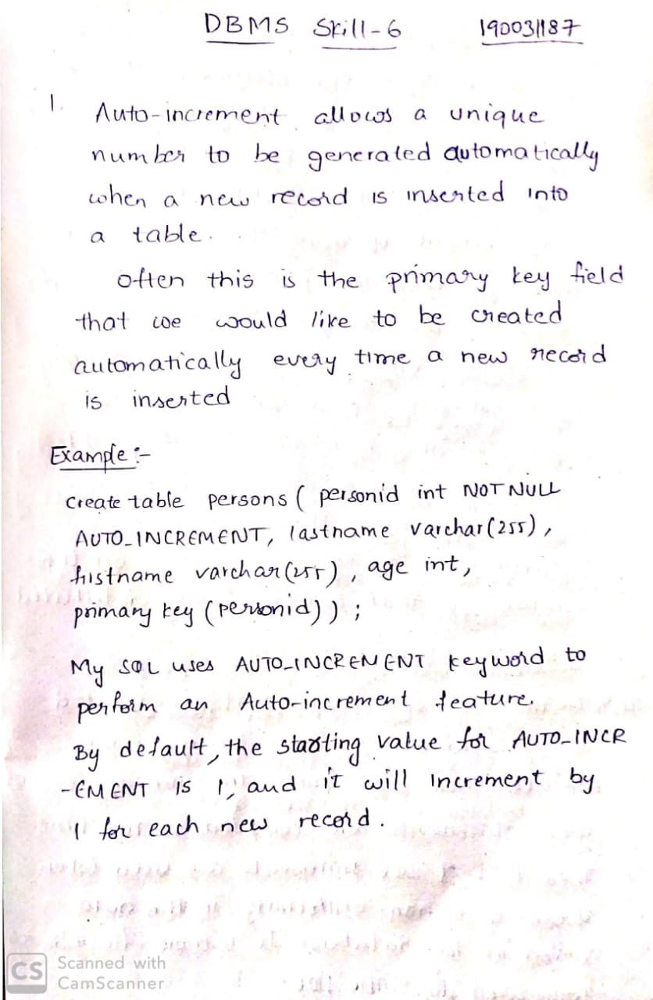 DBMS Skill-6 190031187
1. Auto-increment allows a unique
number to be generated automatically
when a new record is inserted into
a table.
often this is the primary key field
that we would like to be created
automatically every time a new record
is inserted
Example :-
Create table persons ( personid int NOT NULL
AUTO_INCREMENT, lastname varchar(255),
firstname varchar(255), age int,
primary key (personid) ) ;
My SQL uses AUTO_INCREMENT keyword to
perform an Auto-increment feature.
By default, the starting value for AUTO_INCR
-EMENT is 1, and it will increment by
1 for each new record.
CS Scanned with
CamScanner